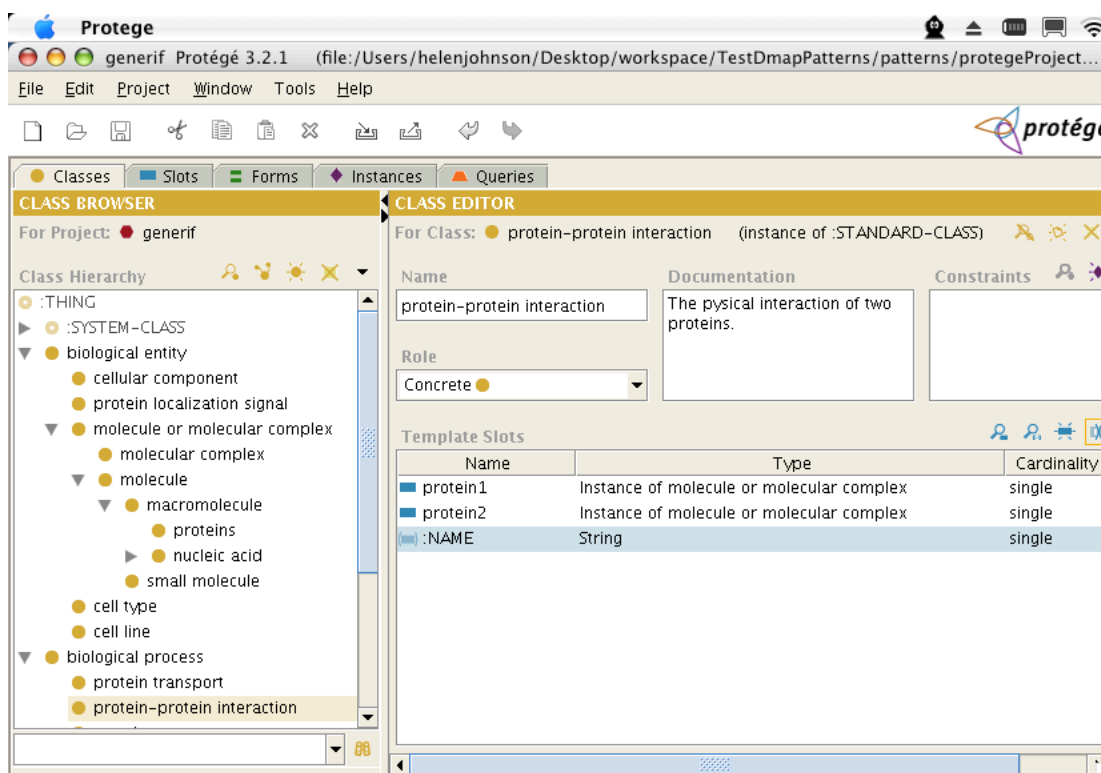 Protege
generif Protégé 3.2.1 (file:/Users/helenjohnson/Desktop/workspace/TestDmapPatterns/patterns/protegeProject...
File Edit Project Window Tools Help
protégé
Classes Slots Forms Instances Queries
CLASS BROWSER
For Project: generif
Class Hierarchy
:THING
:SYSTEM-CLASS
biological entity
cellular component
protein localization signal
molecule or molecular complex
molecular complex
molecule
macromolecule
proteins
nucleic acid
small molecule
cell type
cell line
biological process
protein transport
protein-protein interaction
CLASS EDITOR
For Class: protein-protein interaction (instance of :STANDARD-CLASS)
Name Documentation Constraints
protein-protein interaction
The pysical interaction of two
proteins.
Role
Concrete
Template Slots
Name Type Cardinality
protein1 Instance of molecule or molecular complex single
protein2 Instance of molecule or molecular complex single
:NAME String single